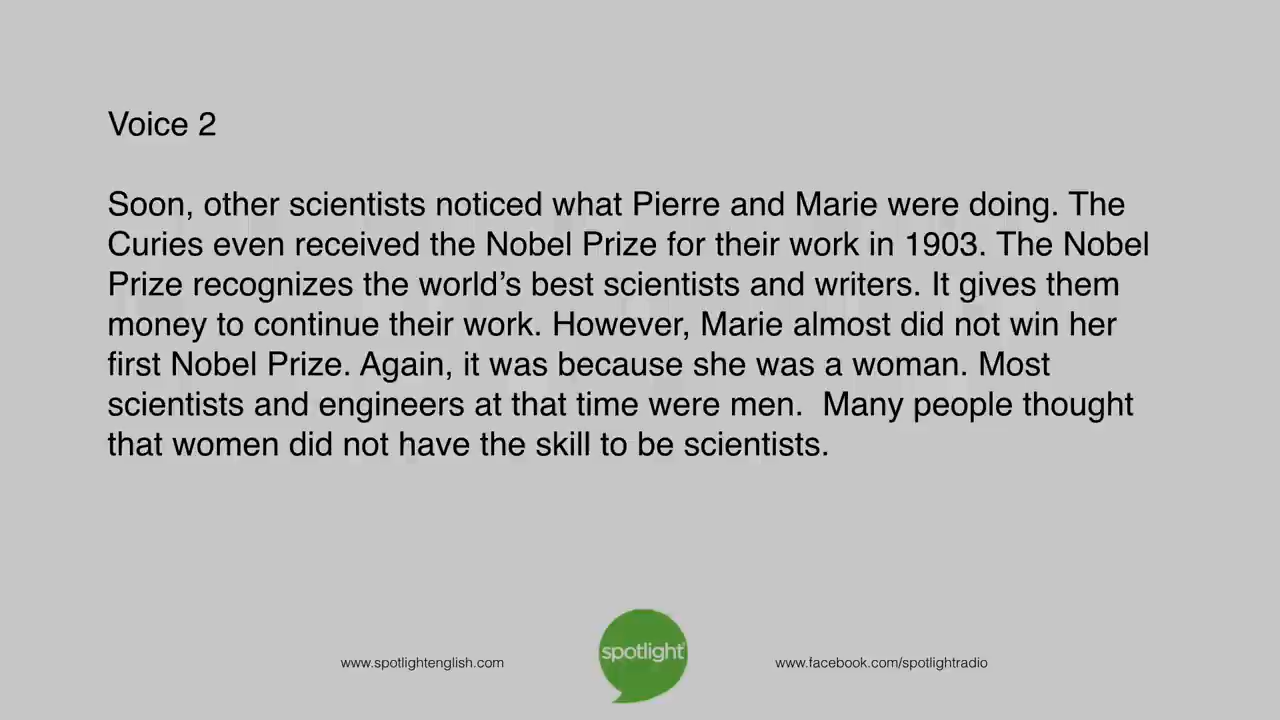 Voice 2
Soon, other scientists noticed what Pierre and Marie were doing. The
Curies even received the Nobel Prize for their work in 1903. The Nobel
Prize recognizes the world’s best scientists and writers. It gives them
money to continue their work. However, Marie almost did not win her
first Nobel Prize. Again, it was because she was a woman. Most
scientists and engineers at that time were men.  Many people thought
that women did not have the skill to be scientists.
www.spotlightenglish.com
spotlight
www.facebook.com/spotlightradio